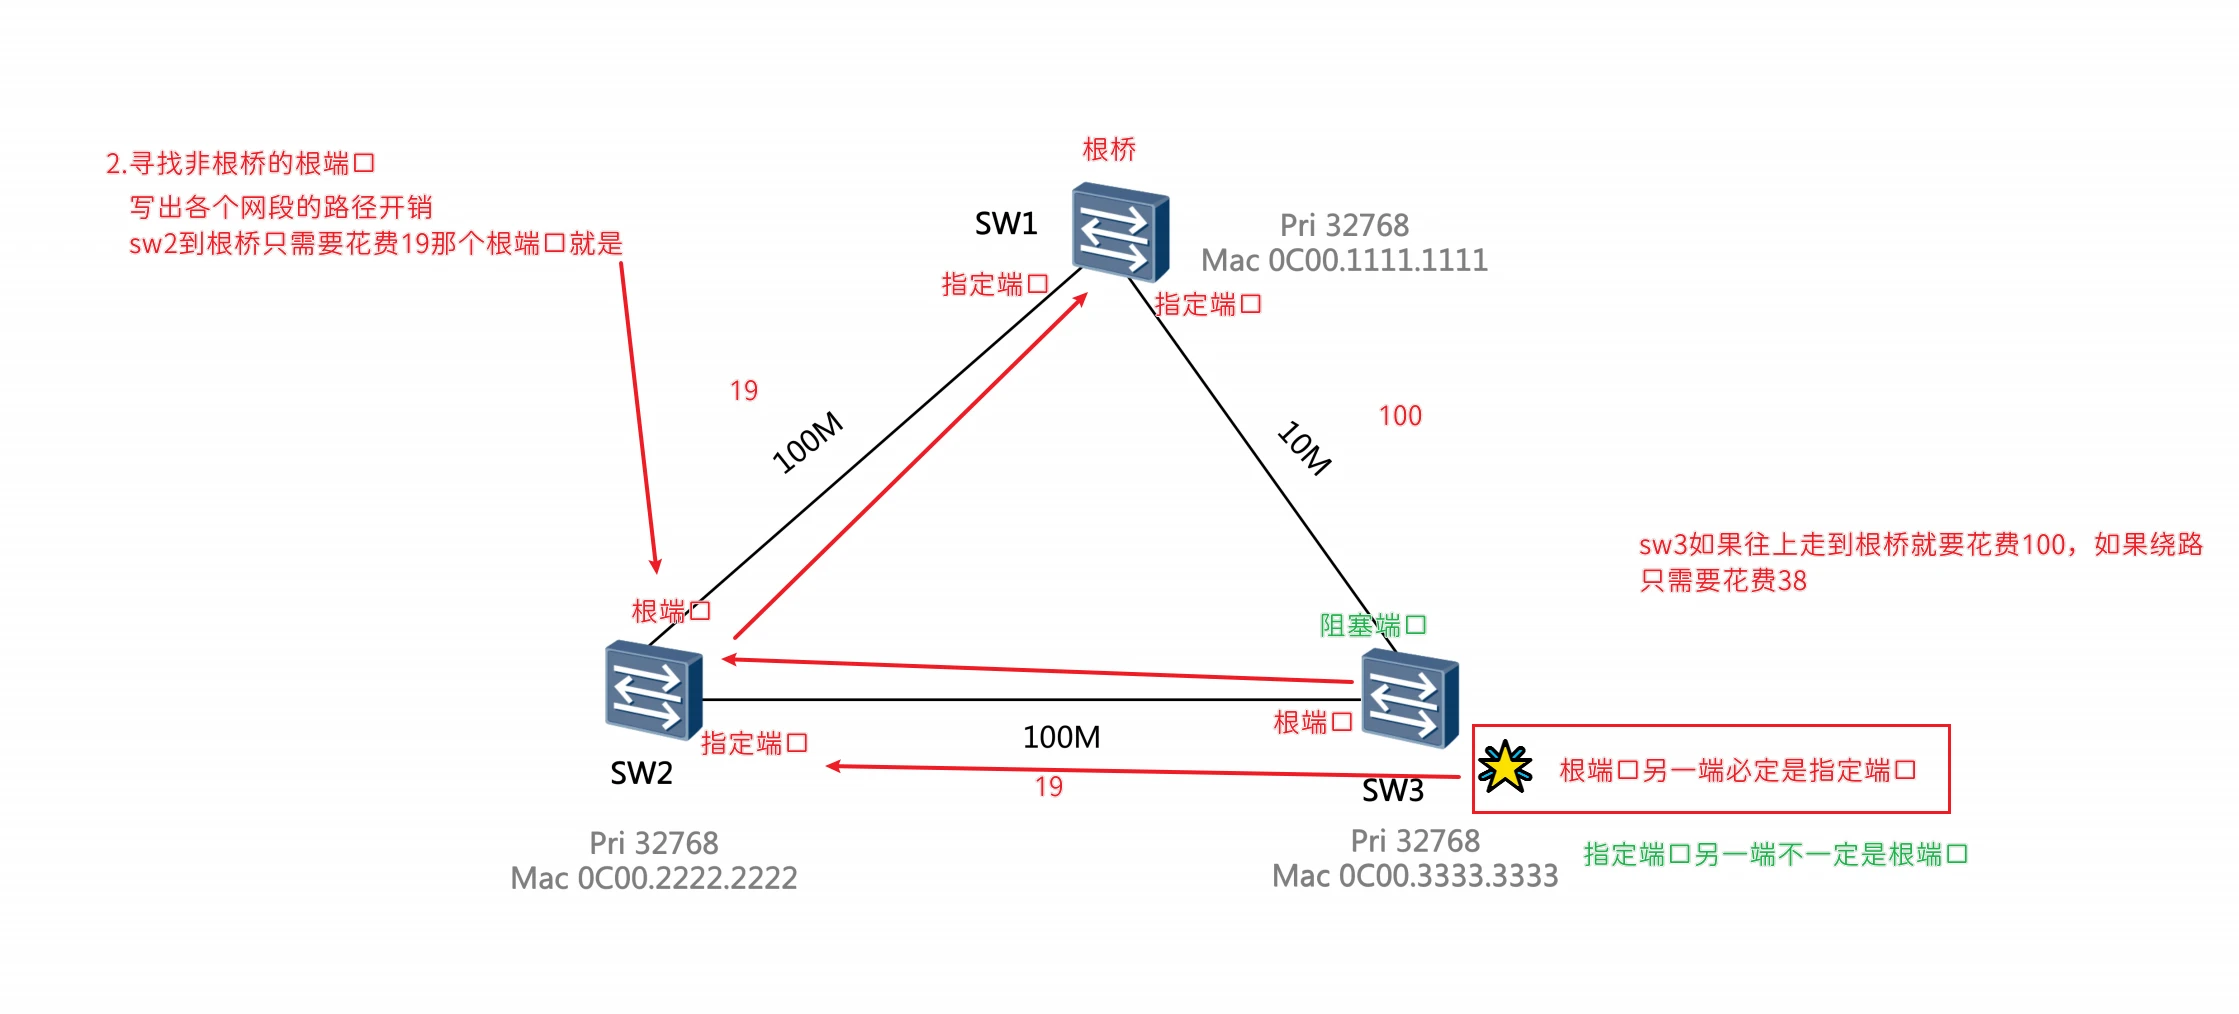 根桥
2.寻找非根桥的根端口
写出各个网段的路径开销
sw2到根桥只需要花费19那个根端口就是
SW1
Pri 32768
Mac 0C00.1111.1111
指定端口
指定端口
19
100M
100
10M
sw3如果往上走到根桥就要花费100，如果绕路
只需要花费38
根端口
阻塞端口
根端口
指定端口
100M
SW2
19
SW3
根端口另一端必定是指定端口
Pri 32768
Mac 0C00.2222.2222
Pri 32768
Mac 0C00.3333.3333
指定端口另一端不一定是根端口